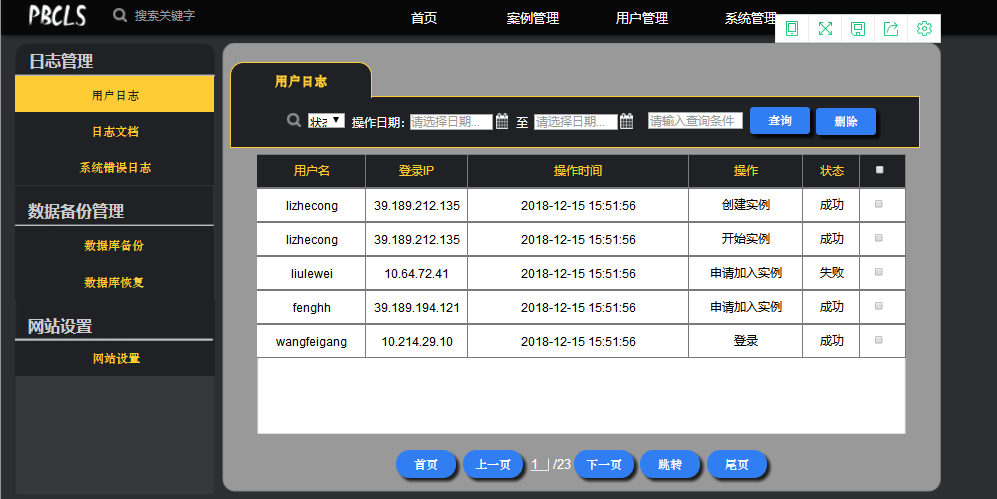 PBCLS 搜索关键字 首页 案例管理 用户管理 系统管理
日志管理
用户日志
日志文档
系统错误日志
数据备份管理
数据库备份
数据库恢复
网站设置
网站设置
用户日志
状态 操作日期: 请选择日期... 至 请选择日期... 请输入查询条件 查询 删除
用户名 登录IP 操作时间 操作 状态
lizhecong 39.189.212.135 2018-12-15 15:51:56 创建实例 成功
lizhecong 39.189.212.135 2018-12-15 15:51:56 开始实例 成功
liulewei 10.64.72.41 2018-12-15 15:51:56 申请加入实例 失败
fenghh 39.189.194.121 2018-12-15 15:51:56 申请加入实例 成功
wangfeigang 10.214.29.10 2018-12-15 15:51:56 登录 成功
首页 上一页 1 /23 下一页 跳转 尾页